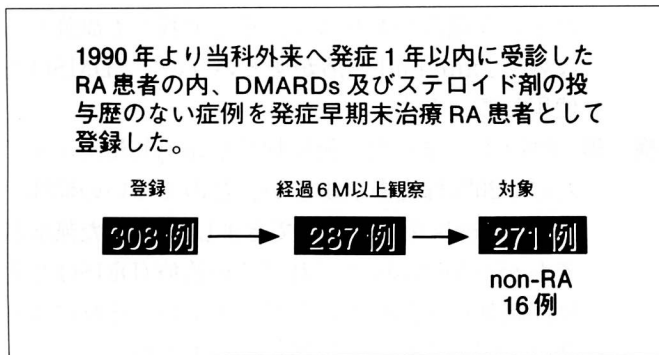 1990年より当科外来へ発症1年以内に受診した
RA患者の内、DMARDs及びステロイド剤の投
与歴のない症例を発症早期未治療RA患者として
登録した。
登録 経過6M以上観察 対象
308例 287例 271例
non-RA
16例